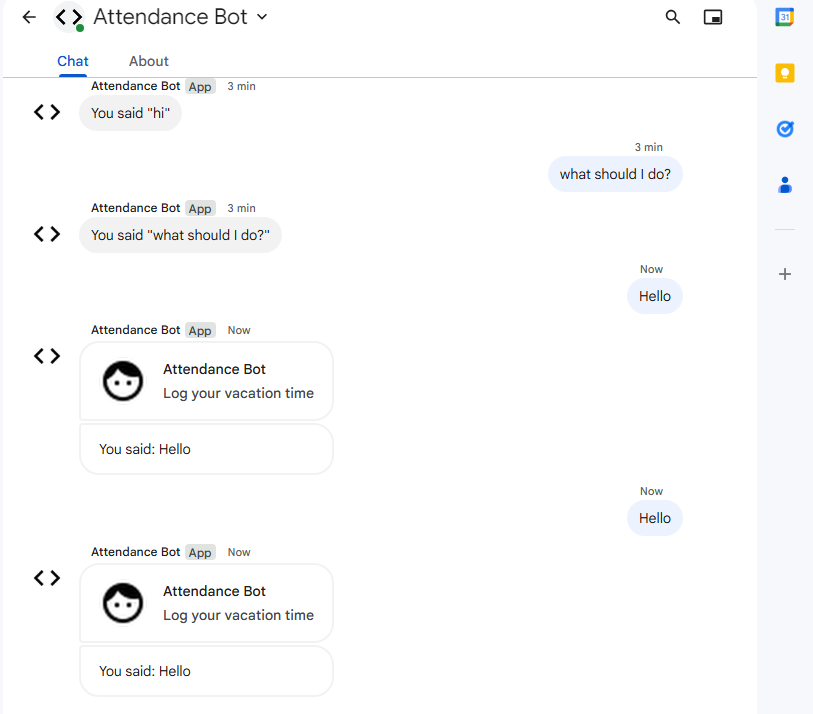 Attendance Bot
Chat About
Attendance Bot App 3 min
You said "hi"
3 min
what should I do?
Attendance Bot App 3 min
You said "what should I do?"
Now
Hello
Attendance Bot App Now
Attendance Bot
Log your vacation time
You said: Hello
Now
Hello
Attendance Bot App Now
Attendance Bot
Log your vacation time
You said: Hello
31